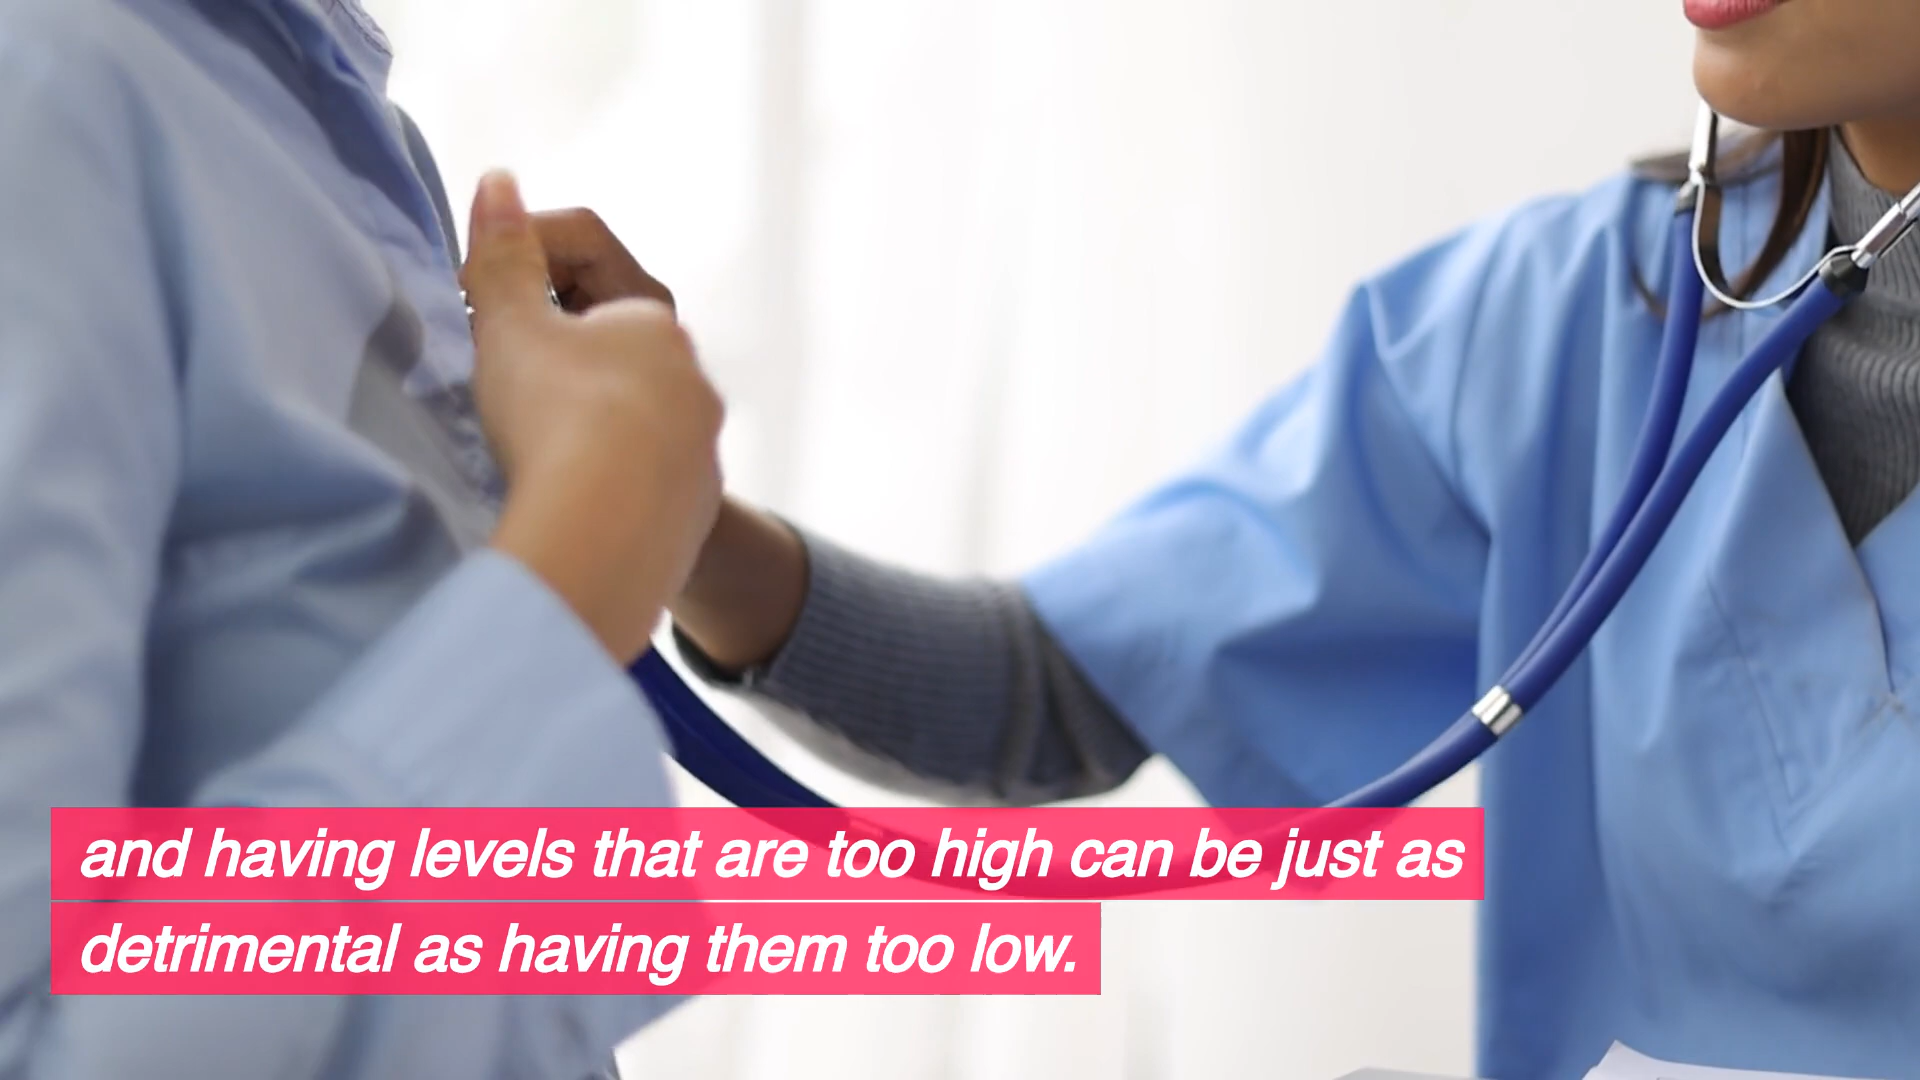 and having levels that are too high can be just as
detrimental as having them too low.